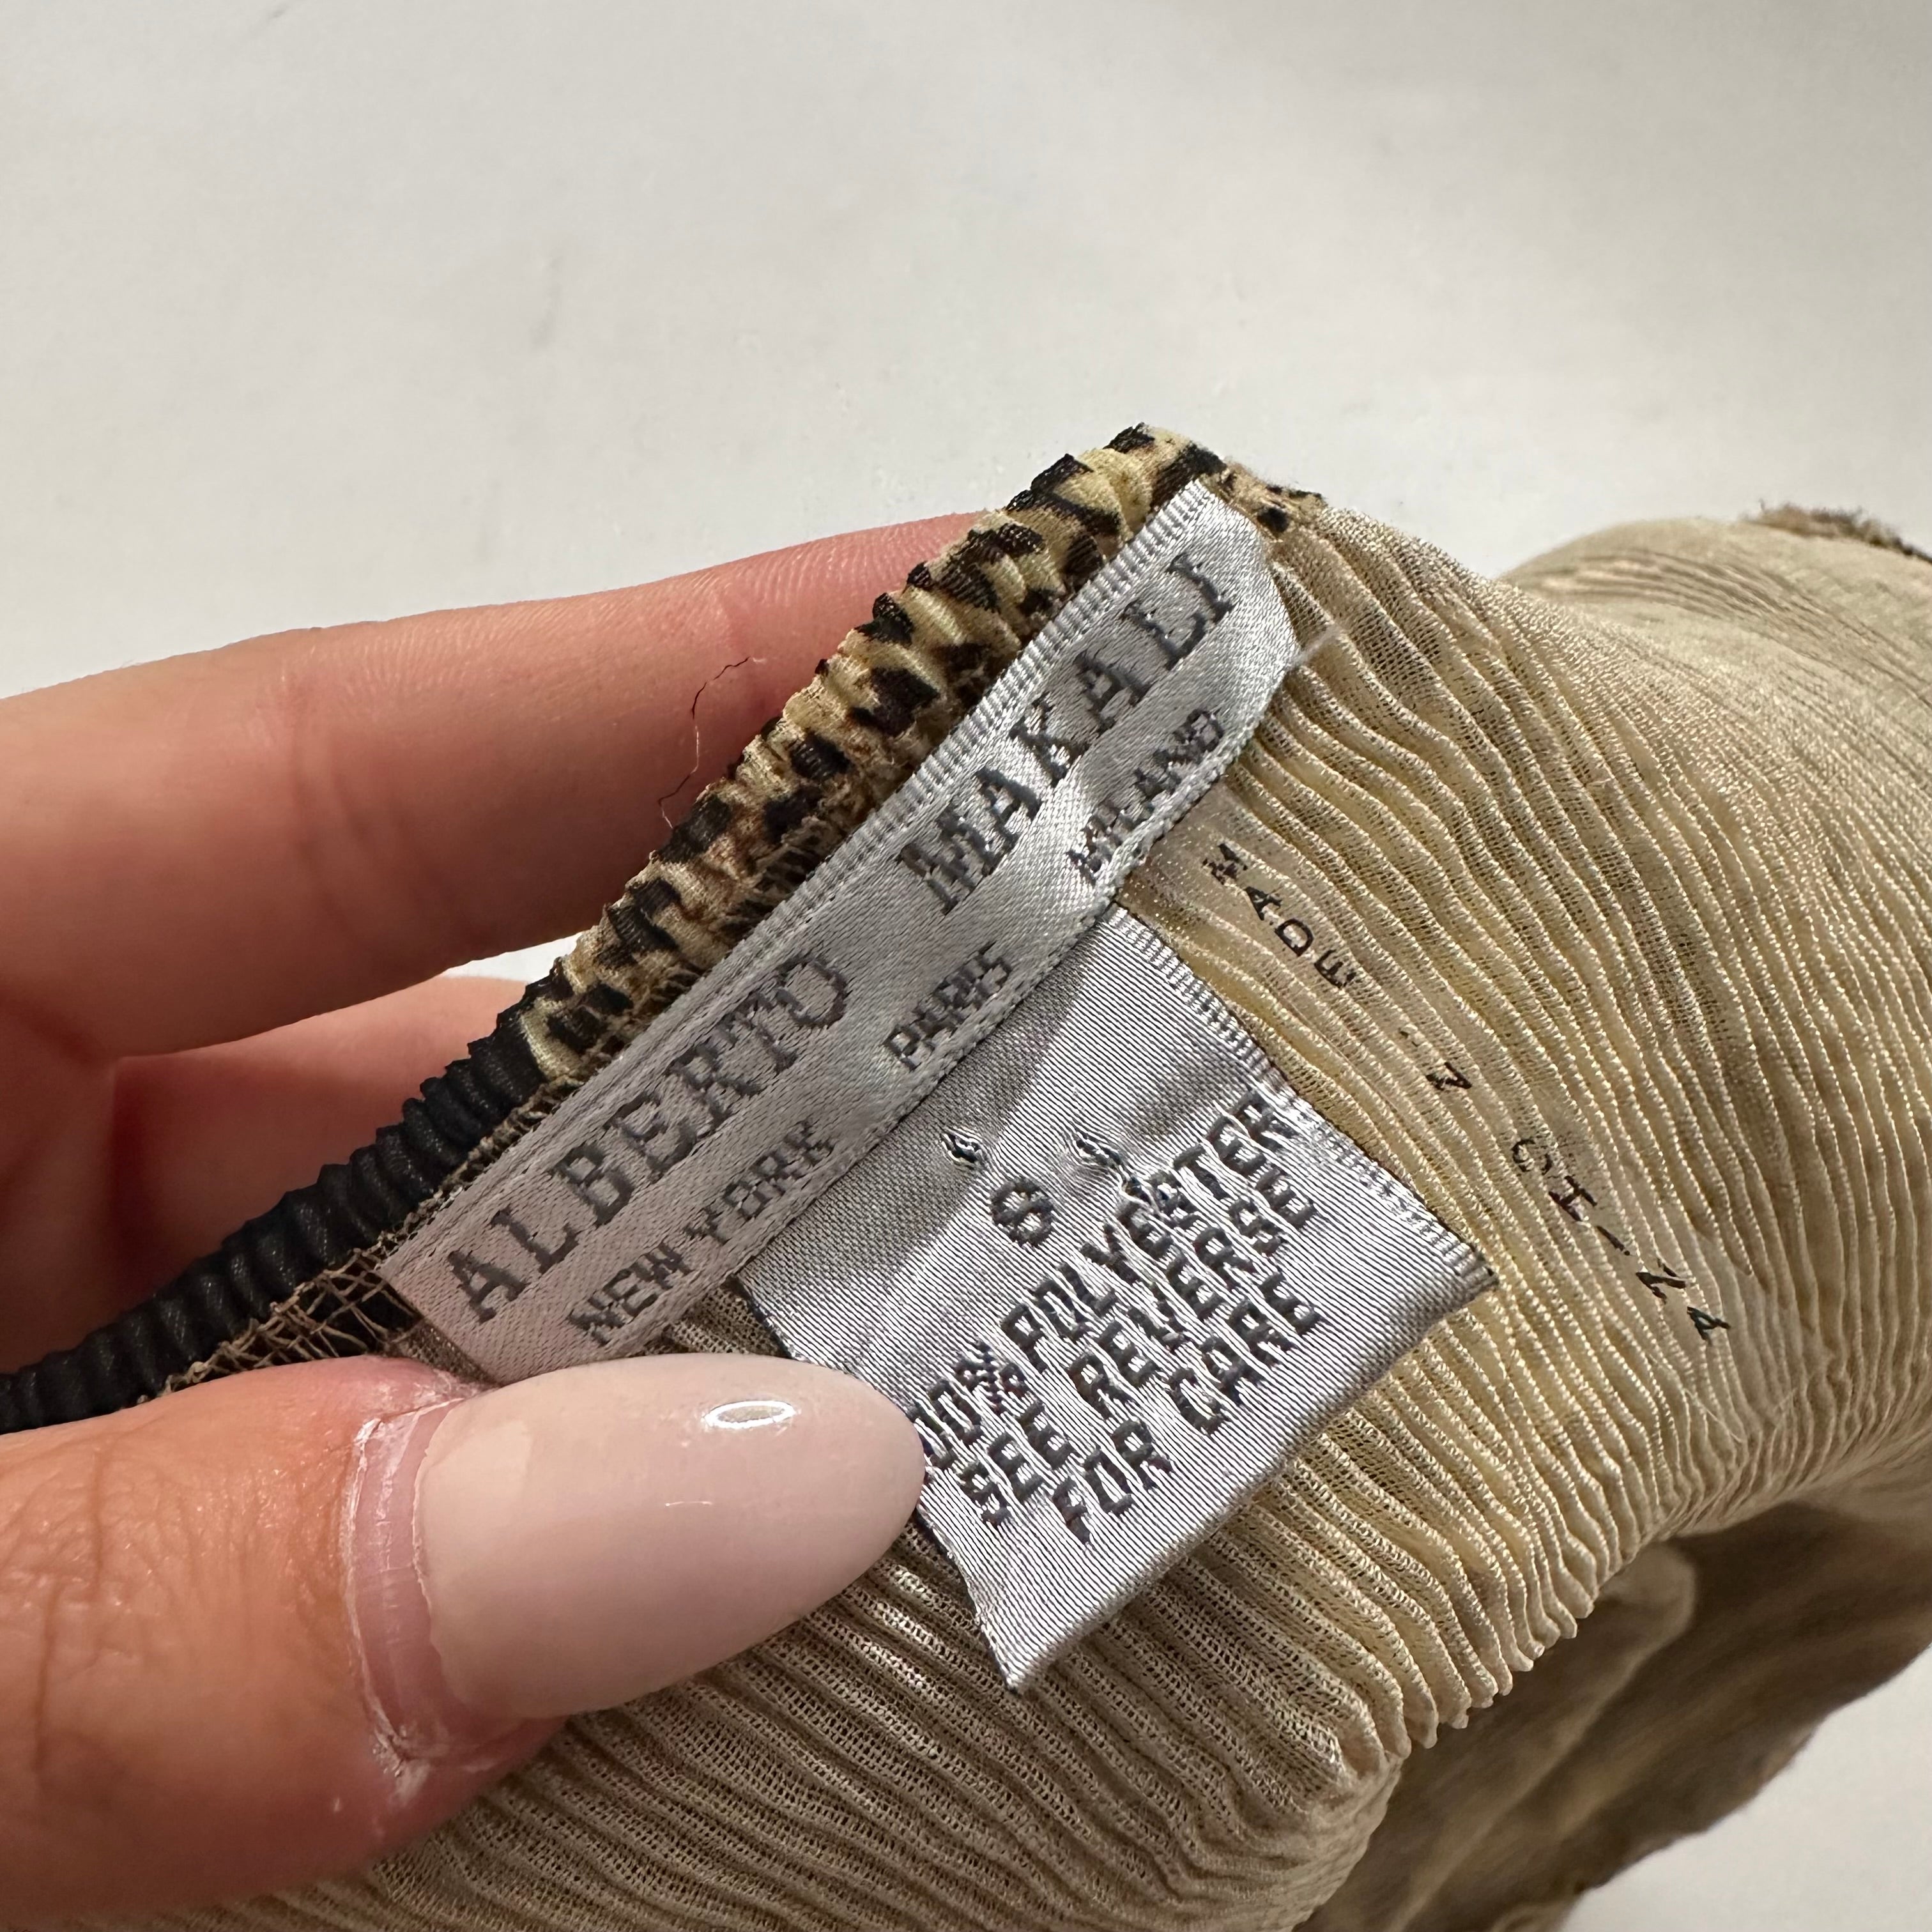 ALBERTO MAKALI
NEW YORK PARIS MILANO
S
100% POLYESTER
SEE REVERSE
FOR CARE
MADE IN CHINA